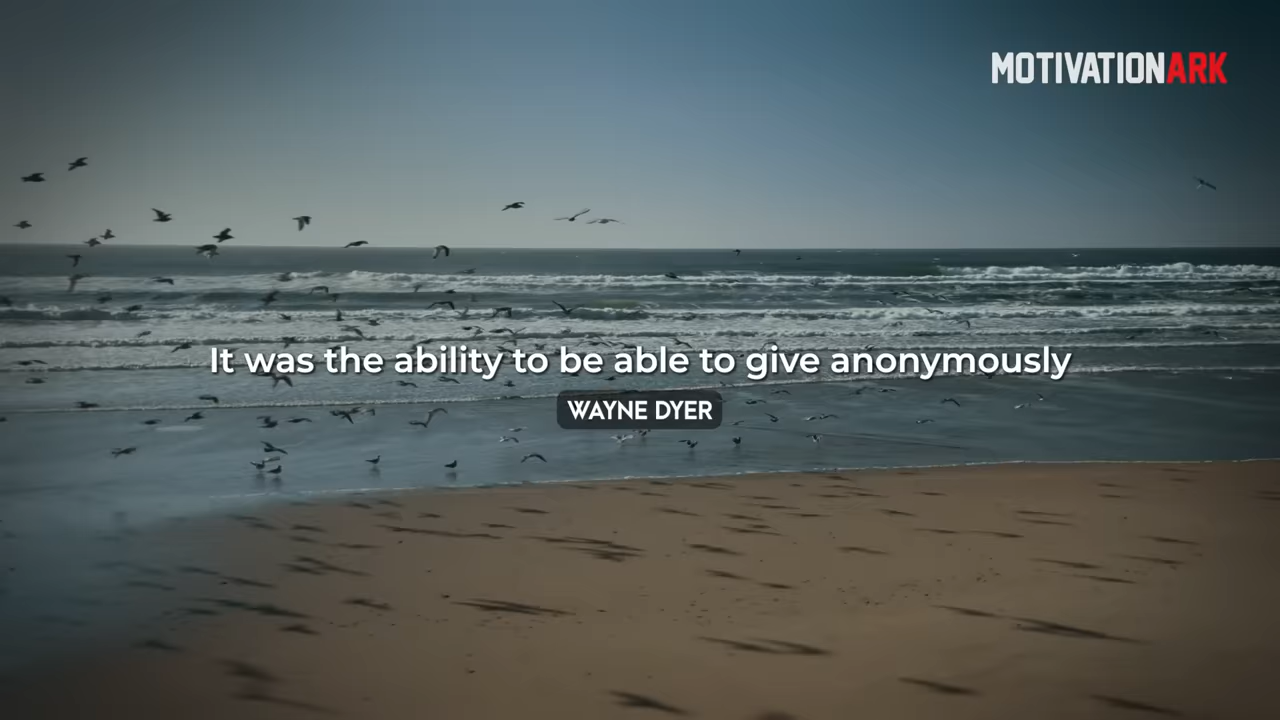 MOTIVATIONARK
It was the ability to be able to give anonymously
WAYNE DYER